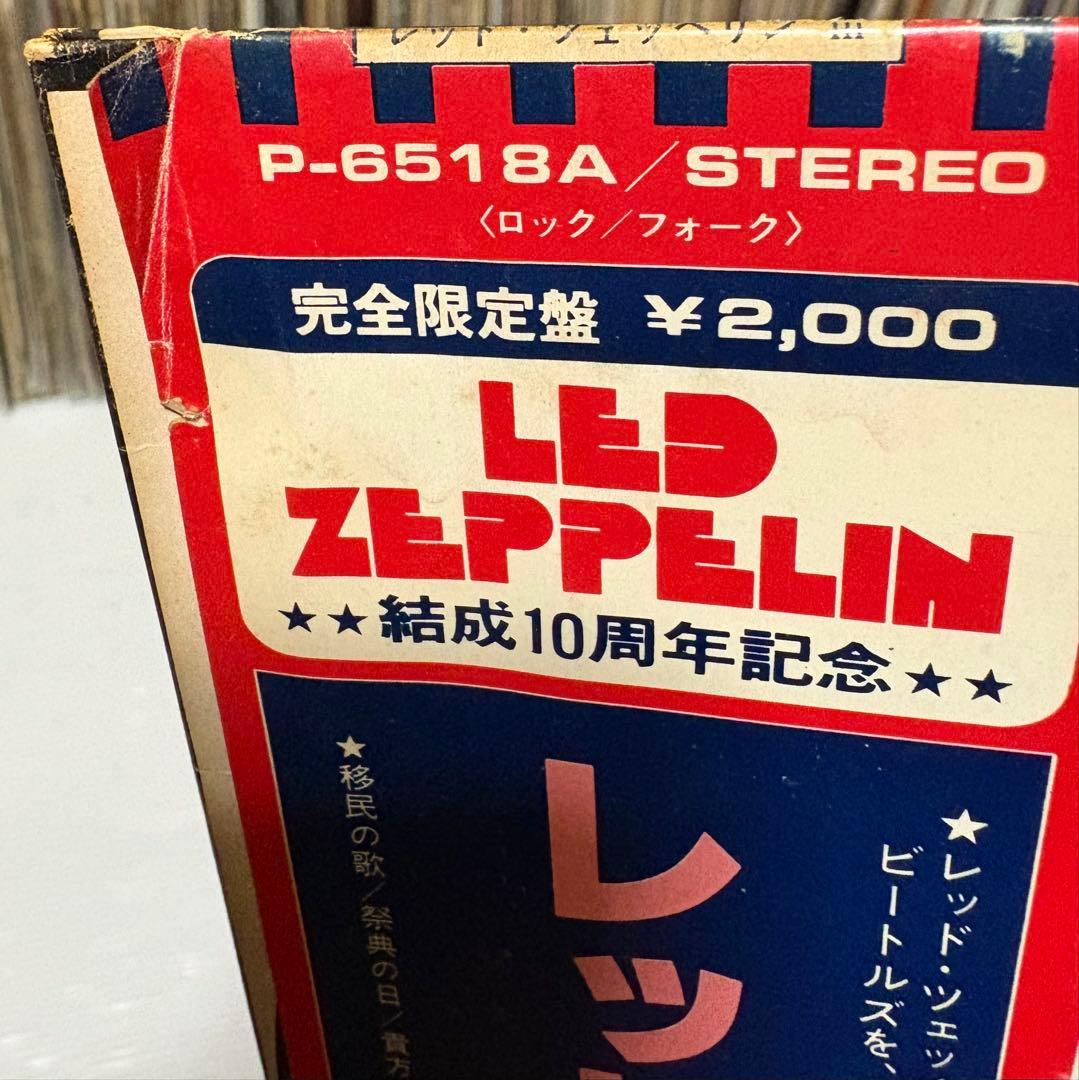 レッド・ツェッペリン III
P-6518A/STEREO
〈ロック/フォーク〉
完全限定盤 ¥2,000
LED
ZEPPELIN
★★結成10周年記念★★
★レッド・ツェッ
ビートルズを、
レッ
★移民の歌/祭典の日/貴方